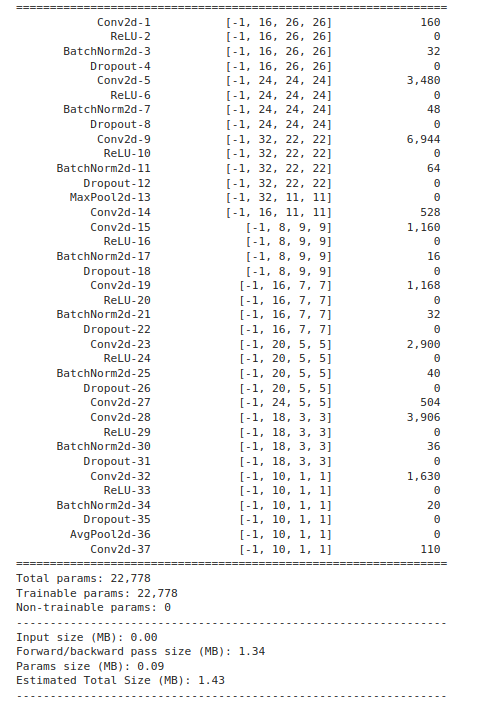 ================================================================
Conv2d-1 [-1, 16, 26, 26] 160
ReLU-2 [-1, 16, 26, 26] 0
BatchNorm2d-3 [-1, 16, 26, 26] 32
Dropout-4 [-1, 16, 26, 26] 0
Conv2d-5 [-1, 24, 24, 24] 3,480
ReLU-6 [-1, 24, 24, 24] 0
BatchNorm2d-7 [-1, 24, 24, 24] 48
Dropout-8 [-1, 24, 24, 24] 0
Conv2d-9 [-1, 32, 22, 22] 6,944
ReLU-10 [-1, 32, 22, 22] 0
BatchNorm2d-11 [-1, 32, 22, 22] 64
Dropout-12 [-1, 32, 22, 22] 0
MaxPool2d-13 [-1, 32, 11, 11] 0
Conv2d-14 [-1, 16, 11, 11] 528
Conv2d-15 [-1, 8, 9, 9] 1,160
ReLU-16 [-1, 8, 9, 9] 0
BatchNorm2d-17 [-1, 8, 9, 9] 16
Dropout-18 [-1, 8, 9, 9] 0
Conv2d-19 [-1, 16, 7, 7] 1,168
ReLU-20 [-1, 16, 7, 7] 0
BatchNorm2d-21 [-1, 16, 7, 7] 32
Dropout-22 [-1, 16, 7, 7] 0
Conv2d-23 [-1, 20, 5, 5] 2,900
ReLU-24 [-1, 20, 5, 5] 0
BatchNorm2d-25 [-1, 20, 5, 5] 40
Dropout-26 [-1, 20, 5, 5] 0
Conv2d-27 [-1, 24, 5, 5] 504
Conv2d-28 [-1, 18, 3, 3] 3,906
ReLU-29 [-1, 18, 3, 3] 0
BatchNorm2d-30 [-1, 18, 3, 3] 36
Dropout-31 [-1, 18, 3, 3] 0
Conv2d-32 [-1, 10, 1, 1] 1,630
ReLU-33 [-1, 10, 1, 1] 0
BatchNorm2d-34 [-1, 10, 1, 1] 20
Dropout-35 [-1, 10, 1, 1] 0
AvgPool2d-36 [-1, 10, 1, 1] 0
Conv2d-37 [-1, 10, 1, 1] 110
================================================================
Total params: 22,778
Trainable params: 22,778
Non-trainable params: 0
----------------------------------------------------------------
Input size (MB): 0.00
Forward/backward pass size (MB): 1.34
Params size (MB): 0.09
Estimated Total Size (MB): 1.43
----------------------------------------------------------------